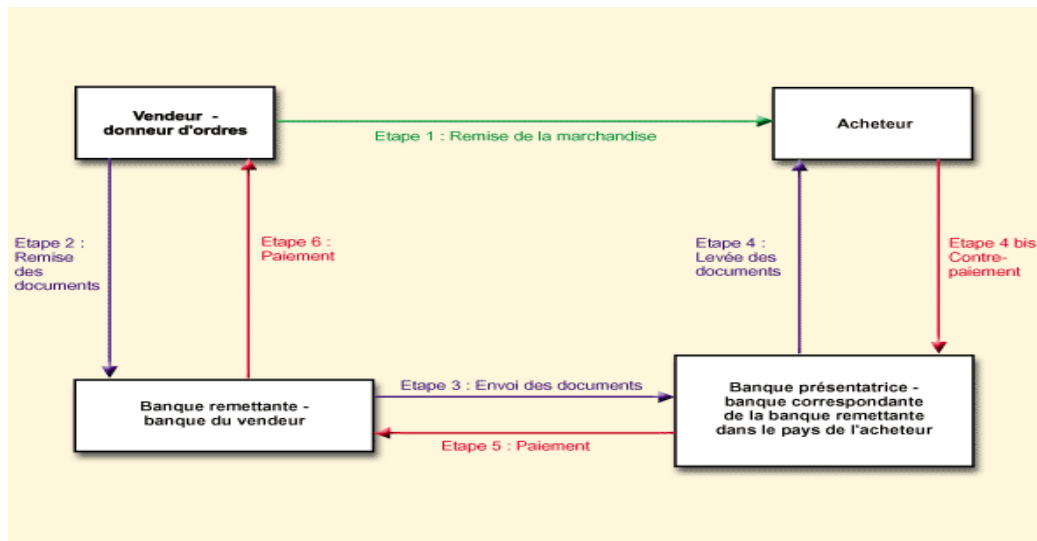 Vendeur -
donneur d'ordres
Acheteur
Etape 1 : Remise de la marchandise
Etape 2 :
Remise
des
documents
Etape 6 :
Paiement
Etape 4 :
Levée des
documents
Etape 4 bis
Contre-
paiement
Etape 3 : Envoi des documents
Banque remettante -
banque du vendeur
Banque présentatrice -
banque correspondante
de la banque remettante
dans le pays de l'acheteur
Etape 5 : Paiement